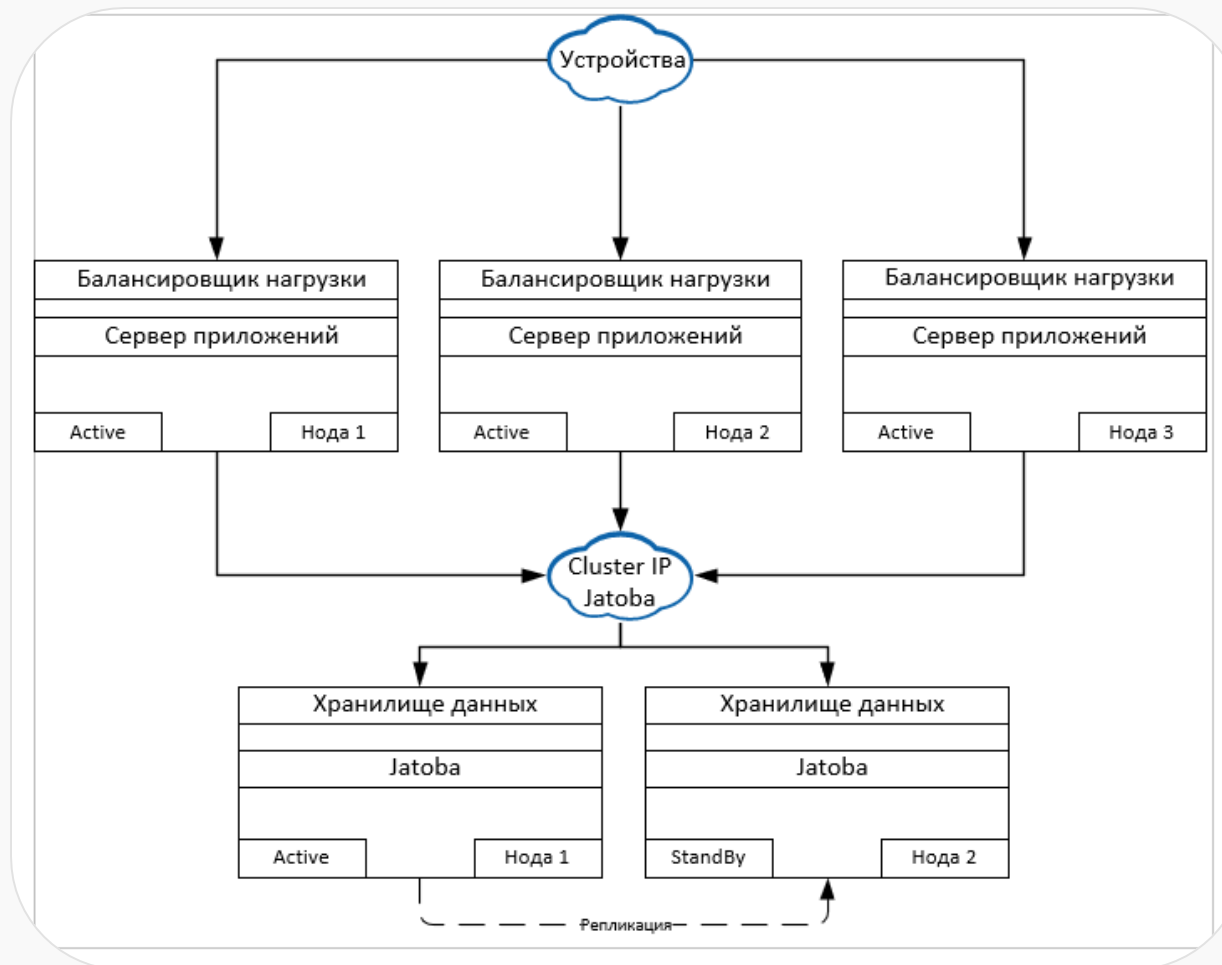 Устройства
Балансировщик нагрузки
Балансировщик нагрузки
Балансировщик нагрузки
Сервер приложений
Сервер приложений
Сервер приложений
Active
Нода 1
Active
Нода 2
Active
Нода 3
Cluster IP
Jatoba
Хранилище данных
Хранилище данных
Jatoba
Jatoba
Active
Нода 1
StandBy
Нода 2
Репликация